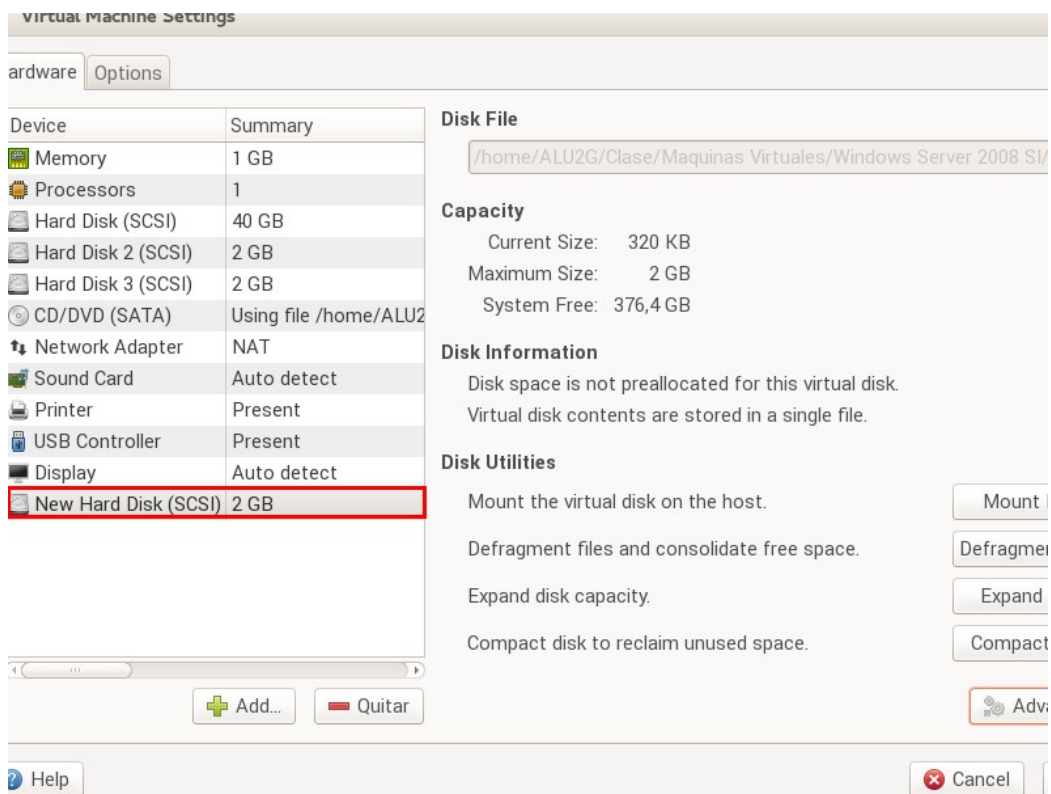 Virtual Machine Settings
ardware Options
Device Summary
Memory 1 GB
Processors 1
Hard Disk (SCSI) 40 GB
Hard Disk 2 (SCSI) 2 GB
Hard Disk 3 (SCSI) 2 GB
CD/DVD (SATA) Using file /home/ALU2
Network Adapter NAT
Sound Card Auto detect
Printer Present
USB Controller Present
Display Auto detect
New Hard Disk (SCSI) 2 GB
Add... Quitar
Disk File
/home/ALU2G/Clase/Maquinas Virtuales/Windows Server 2008 SI/
Capacity
Current Size: 320 KB
Maximum Size: 2 GB
System Free: 376,4 GB
Disk Information
Disk space is not preallocated for this virtual disk.
Virtual disk contents are stored in a single file.
Disk Utilities
Mount the virtual disk on the host. Mount
Defragment files and consolidate free space. Defragme
Expand disk capacity. Expand
Compact disk to reclaim unused space. Compact
Adva
Help Cancel